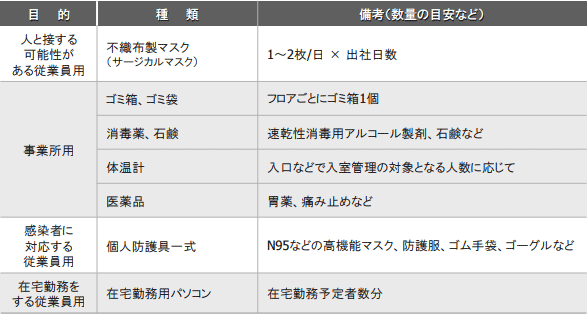 目 的 種 類 備考（数量の目安など）
人と接する
可能性が
ある従業員用
不織布製マスク
（サージカルマスク）
1～2枚/日 × 出社日数
事業所用
ゴミ箱、ゴミ袋 フロアごとにゴミ箱1個
消毒薬、石鹸 速乾性消毒用アルコール製剤、石鹸など
体温計 入口などで入室管理の対象となる人数に応じて
医薬品 胃薬、痛み止めなど
感染者に
対応する
従業員用
個人防護具一式 N95などの高機能マスク、防護服、ゴム手袋、ゴーグルなど
在宅勤務を
する従業員用
在宅勤務用パソコン 在宅勤務予定者数分